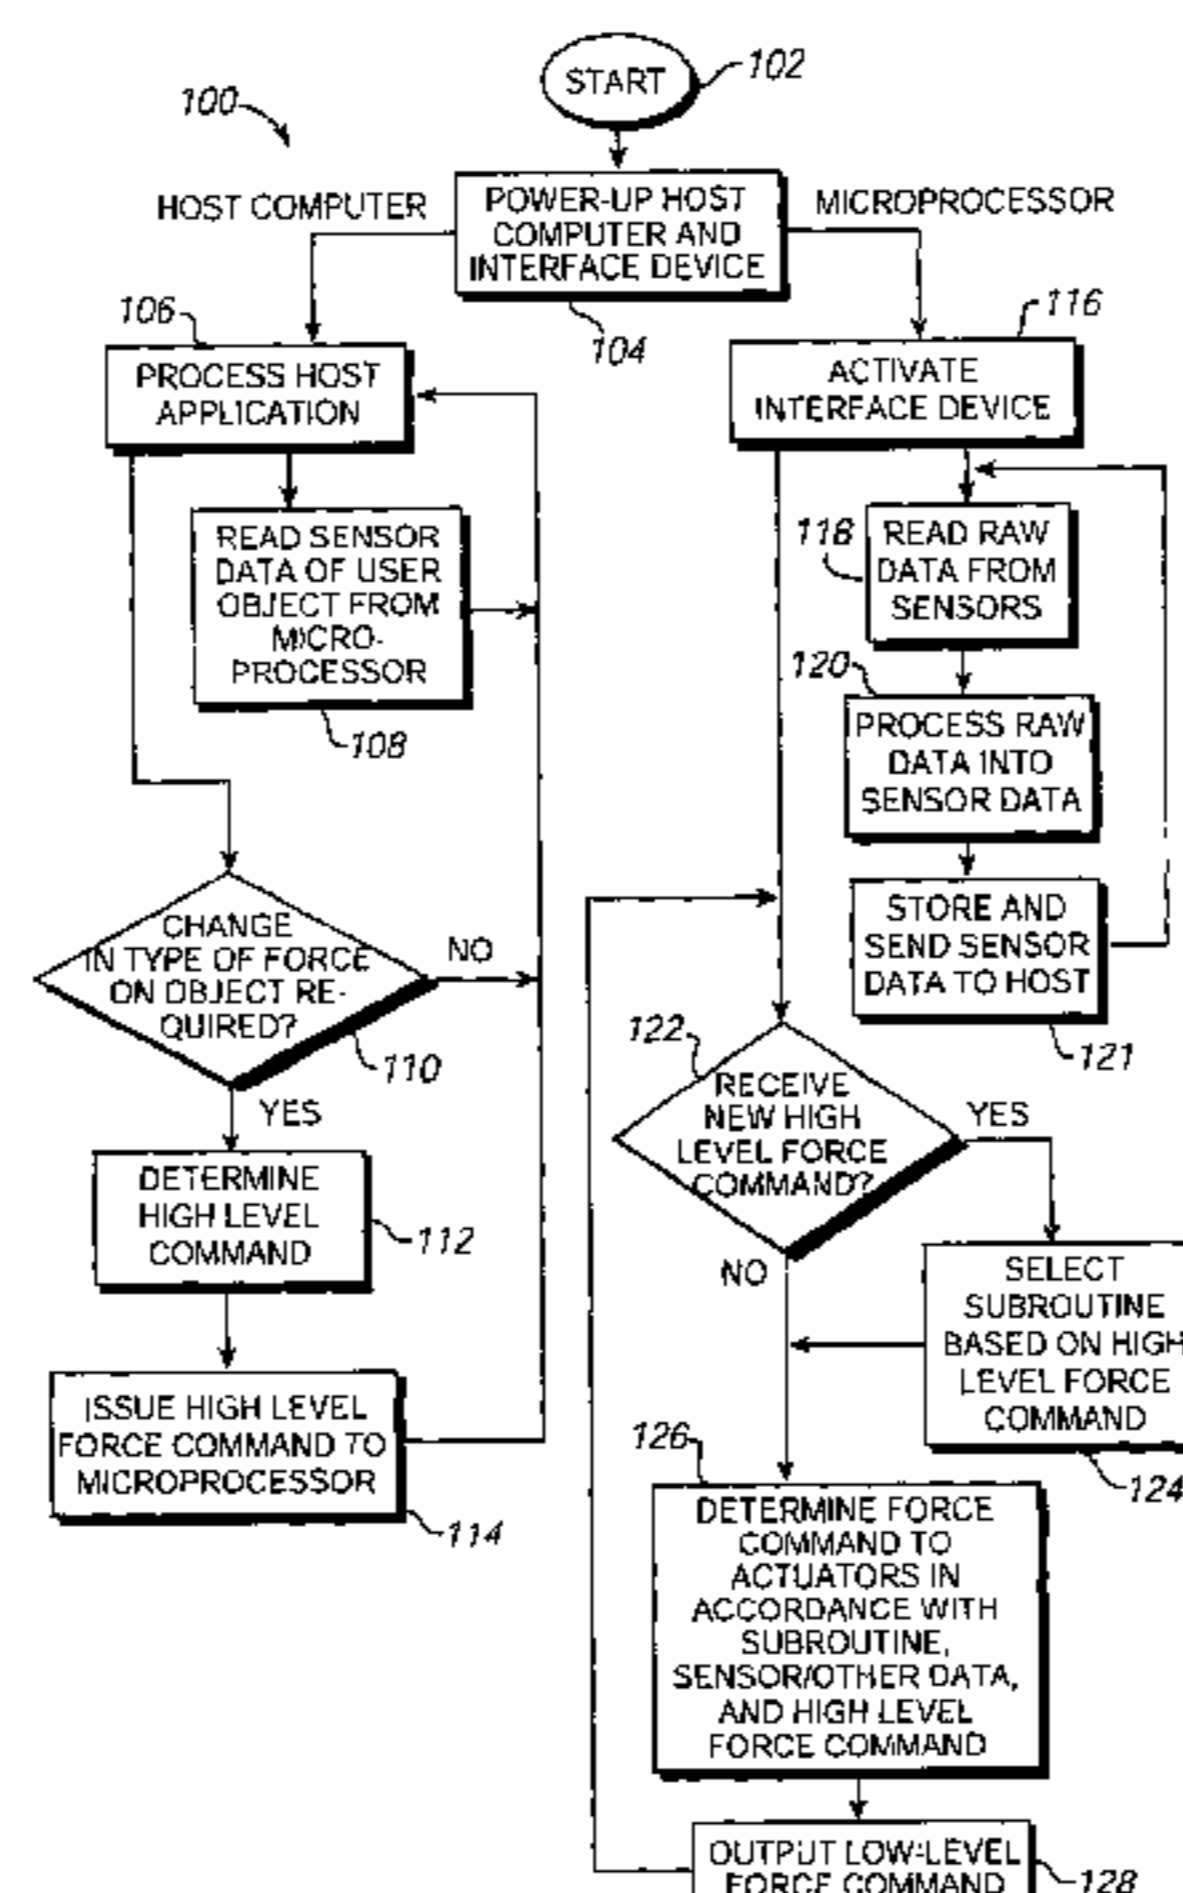 START
102
100
HOST COMPUTER
POWER-UP HOST
COMPUTER AND
INTERFACE DEVICE
MICROPROCESSOR
104
106
PROCESS HOST
APPLICATION
READ SENSOR
DATA OF USER
OBJECT FROM
MICRO-
PROCESSOR
108
CHANGE
IN TYPE OF FORCE
ON OBJECT RE-
QUIRED?
NO
110
YES
DETERMINE
HIGH LEVEL
COMMAND
112
ISSUE HIGH LEVEL
FORCE COMMAND TO
MICROPROCESSOR
114
116
ACTIVATE
INTERFACE DEVICE
118
READ RAW
DATA FROM
SENSORS
120
PROCESS RAW
DATA INTO
SENSOR DATA
STORE AND
SEND SENSOR
DATA TO HOST
121
122
RECEIVE
NEW HIGH
LEVEL FORCE
COMMAND?
YES
NO
SELECT
SUBROUTINE
BASED ON HIGH
LEVEL FORCE
COMMAND
124
126
DETERMINE FORCE
COMMAND TO
ACTUATORS IN
ACCORDANCE WITH
SUBROUTINE,
SENSOR/OTHER DATA,
AND HIGH LEVEL
FORCE COMMAND
OUTPUT LOW-LEVEL
FORCE COMMAND
128